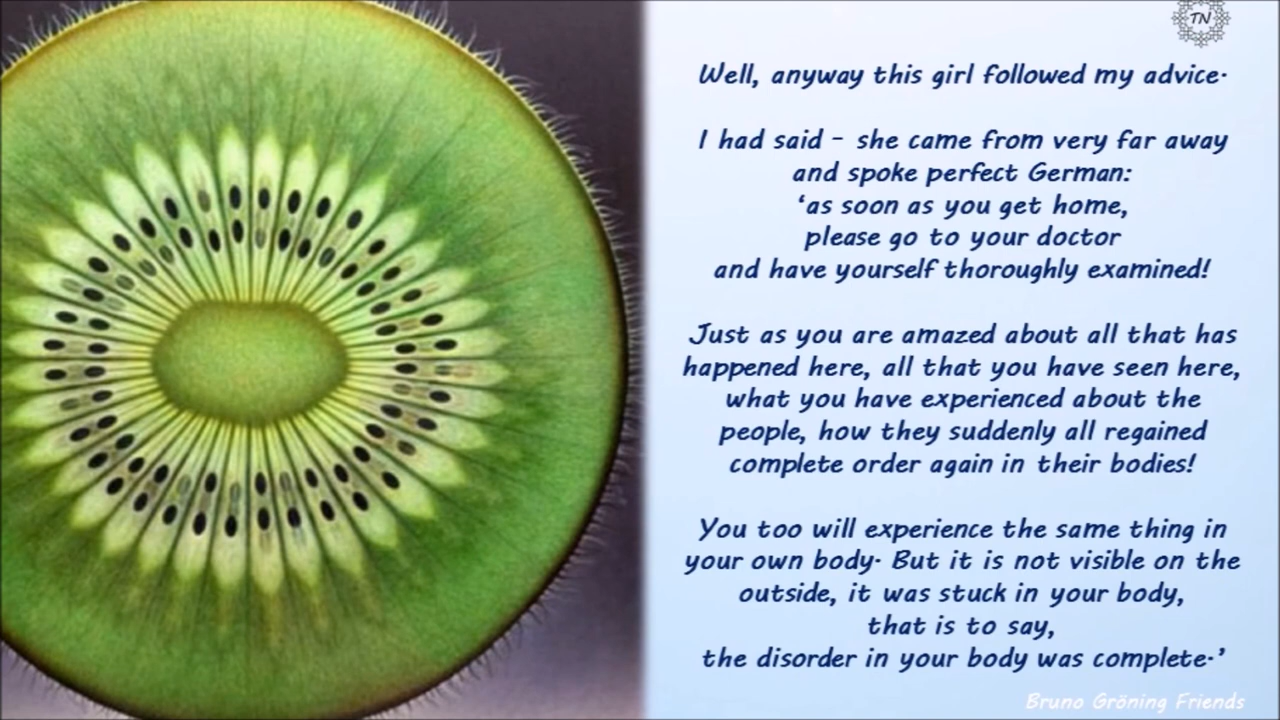 TN
Well, anyway this girl followed my advice.
I had said - she came from very far away
and spoke perfect German:
‘as soon as you get home,
please go to your doctor
and have yourself thoroughly examined!
Just as you are amazed about all that has
happened here, all that you have seen here,
what you have experienced about the
people, how they suddenly all regained
complete order again in their bodies!
You too will experience the same thing in
your own body. But it is not visible on the
outside, it was stuck in your body,
that is to say,
the disorder in your body was complete.’
Bruno Gröning Friends